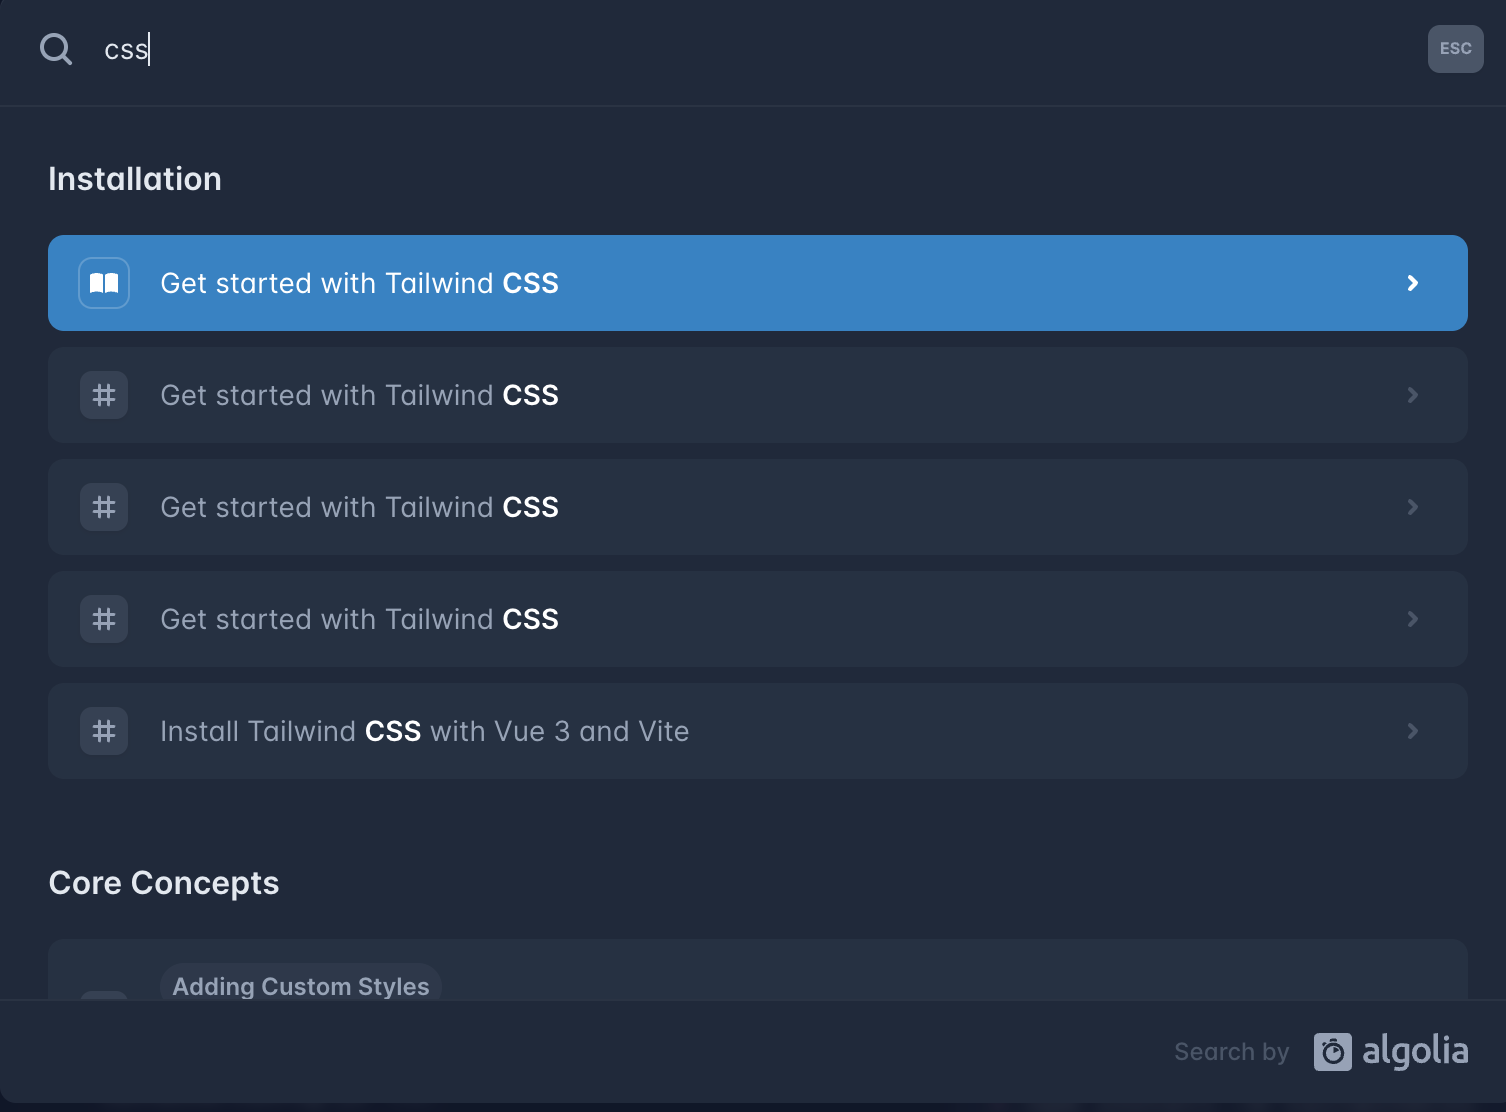 css
ESC
Installation
Get started with Tailwind CSS
Get started with Tailwind CSS
Get started with Tailwind CSS
Get started with Tailwind CSS
Install Tailwind CSS with Vue 3 and Vite
Core Concepts
Adding Custom Styles
Search by algolia